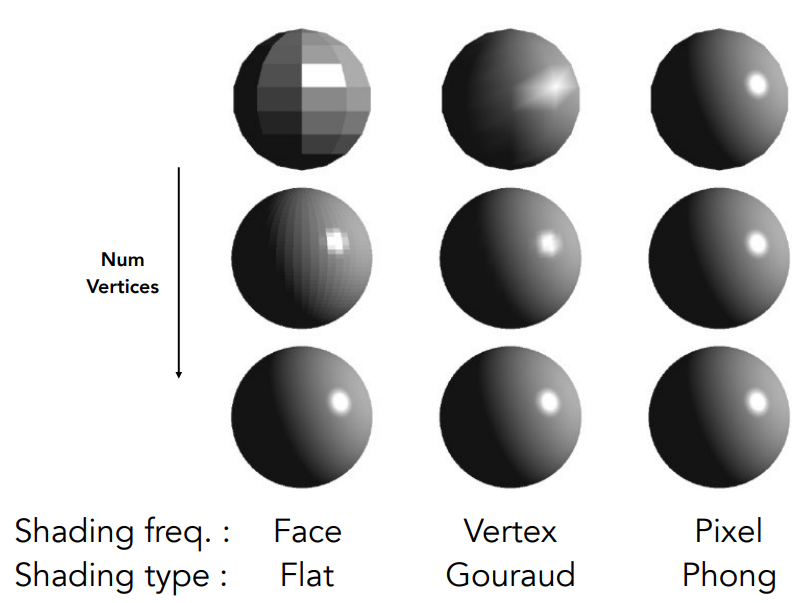 Num
Vertices
Shading freq. : Face Vertex Pixel
Shading type : Flat Gouraud Phong